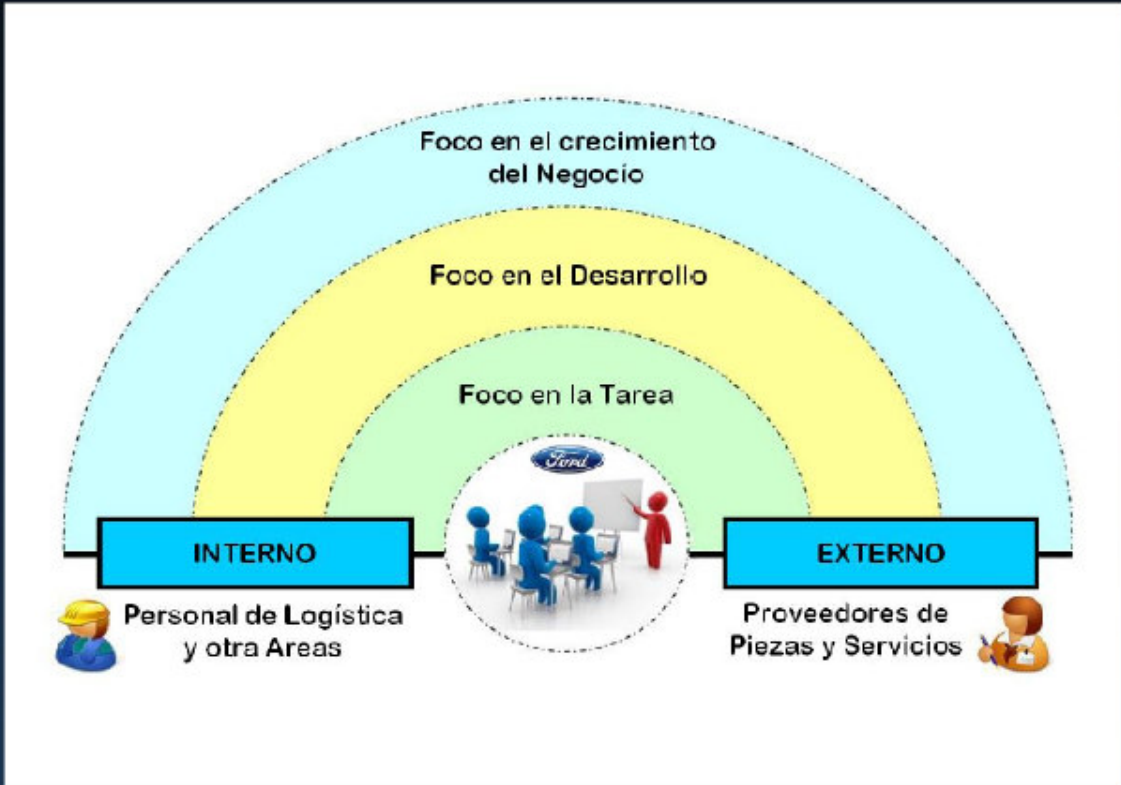 Foco en el crecimiento
del Negocio
Foco en el Desarrollo
Foco en la Tarea
Ford
INTERNO
EXTERNO
Personal de Logística
y otra Areas
Proveedores de
Piezas y Servicios